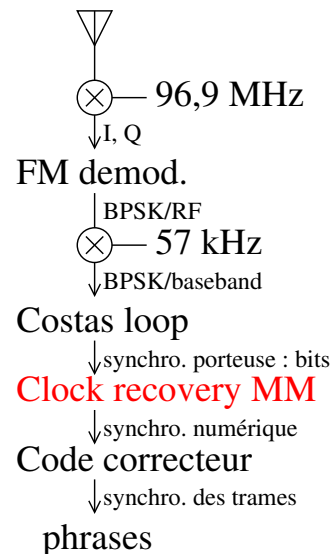 96,9 MHz
I, Q
FM demod.
BPSK/RF
57 kHz
BPSK/baseband
Costas loop
synchro. porteuse : bits
Clock recovery MM
synchro. numérique
Code correcteur
synchro. des trames
phrases